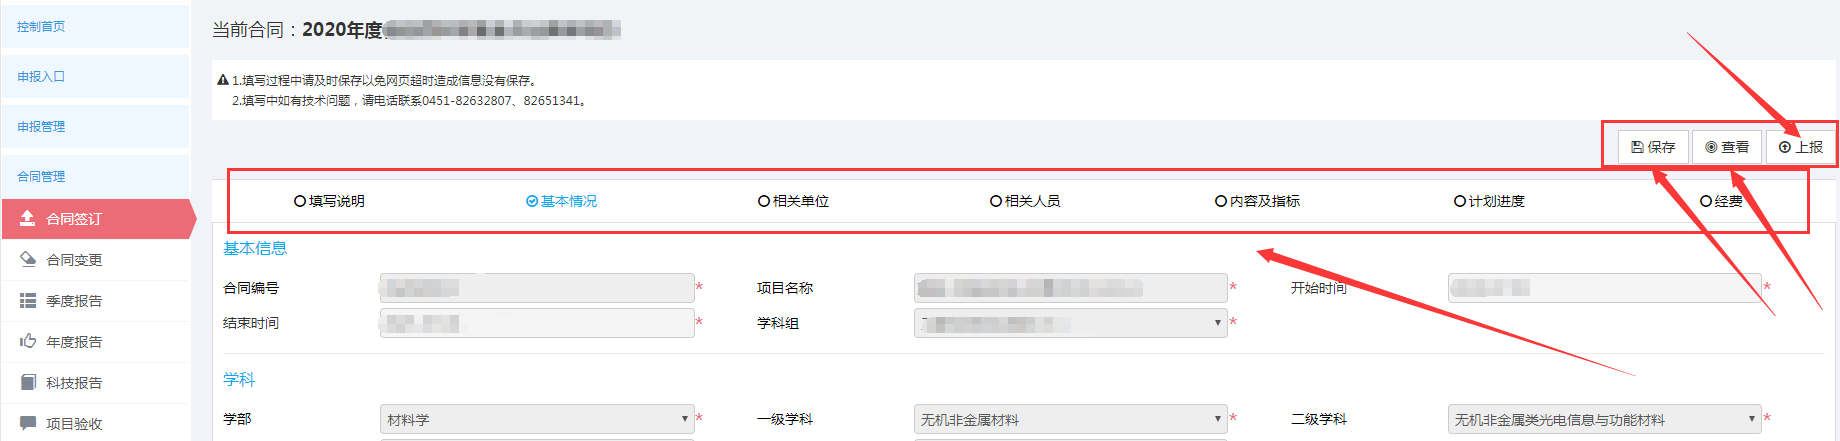 控制首页
申报入口
申报管理
合同管理
合同签订
合同变更
季度报告
年度报告
科技报告
项目验收
当前合同：2020年度
1.填写过程中请及时保存以免网页超时造成信息没有保存。
2.填写中如有技术问题，请电话联系0451-82632807、82651341。
保存 查看 上报
填写说明 基本情况 相关单位 相关人员 内容及指标 计划进度 经费
基本信息
合同编号 * 项目名称 * 开始时间 *
结束时间 * 学科组 *
学科
学部 材料学 * 一级学科 无机非金属材料 * 二级学科 无机非金属类光电信息与功能材料 *